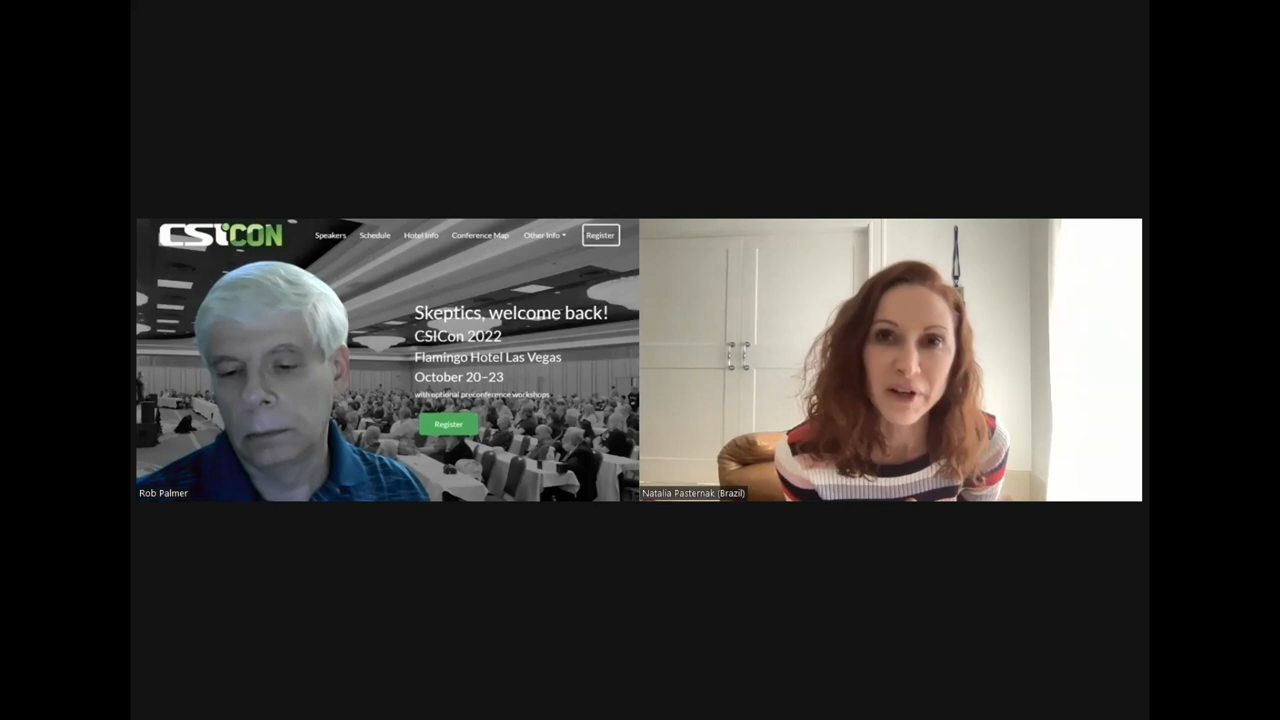 CSICON
Speakers Schedule Hotel Info Conference Map Other Info Register
Skeptics, welcome back!
CSICon 2022
Flamingo Hotel Las Vegas
October 20–23
with optional preconference workshops
Register
Rob Palmer
Natalia Pasternak (Brazil)